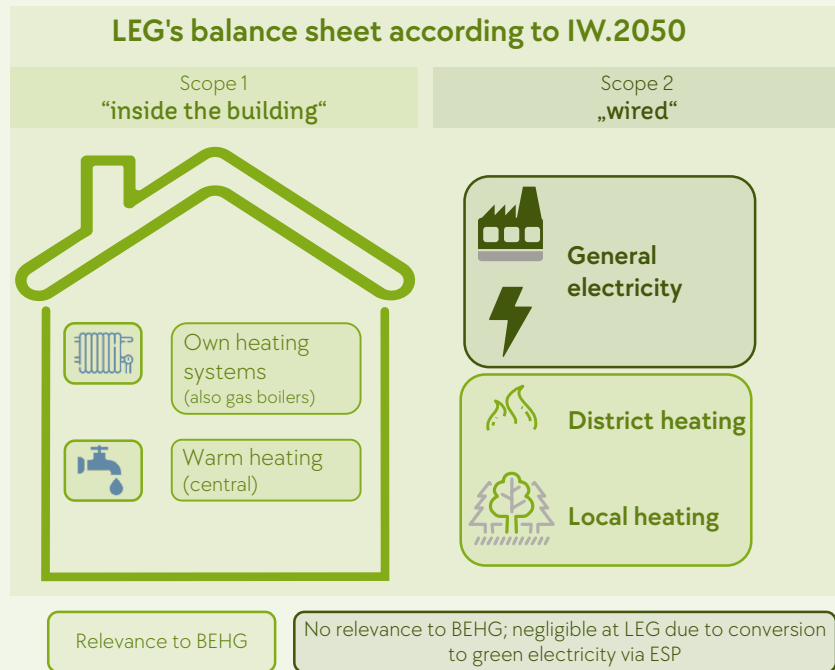 LEG's balance sheet according to IW.2050
Scope 1
“inside the building“
Scope 2
„wired“
Own heating
systems
(also gas boilers)
Warm heating
(central)
General
electricity
District heating
Local heating
Relevance to BEHG
No relevance to BEHG; negligible at LEG due to conversion
to green electricity via ESP